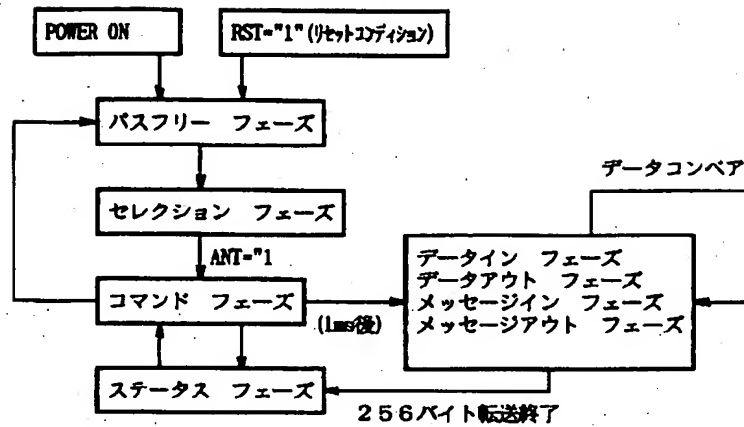 POWER ON
RST="1"(リセットコンディション)
バスフリー フェーズ
データコンペア
セレクション フェーズ
ANT="1
データイン フェーズ
データアウト フェーズ
メッセージイン フェーズ
メッセージアウト フェーズ
コマンド フェーズ
(1ms後)
ステータス フェーズ
256バイト転送終了